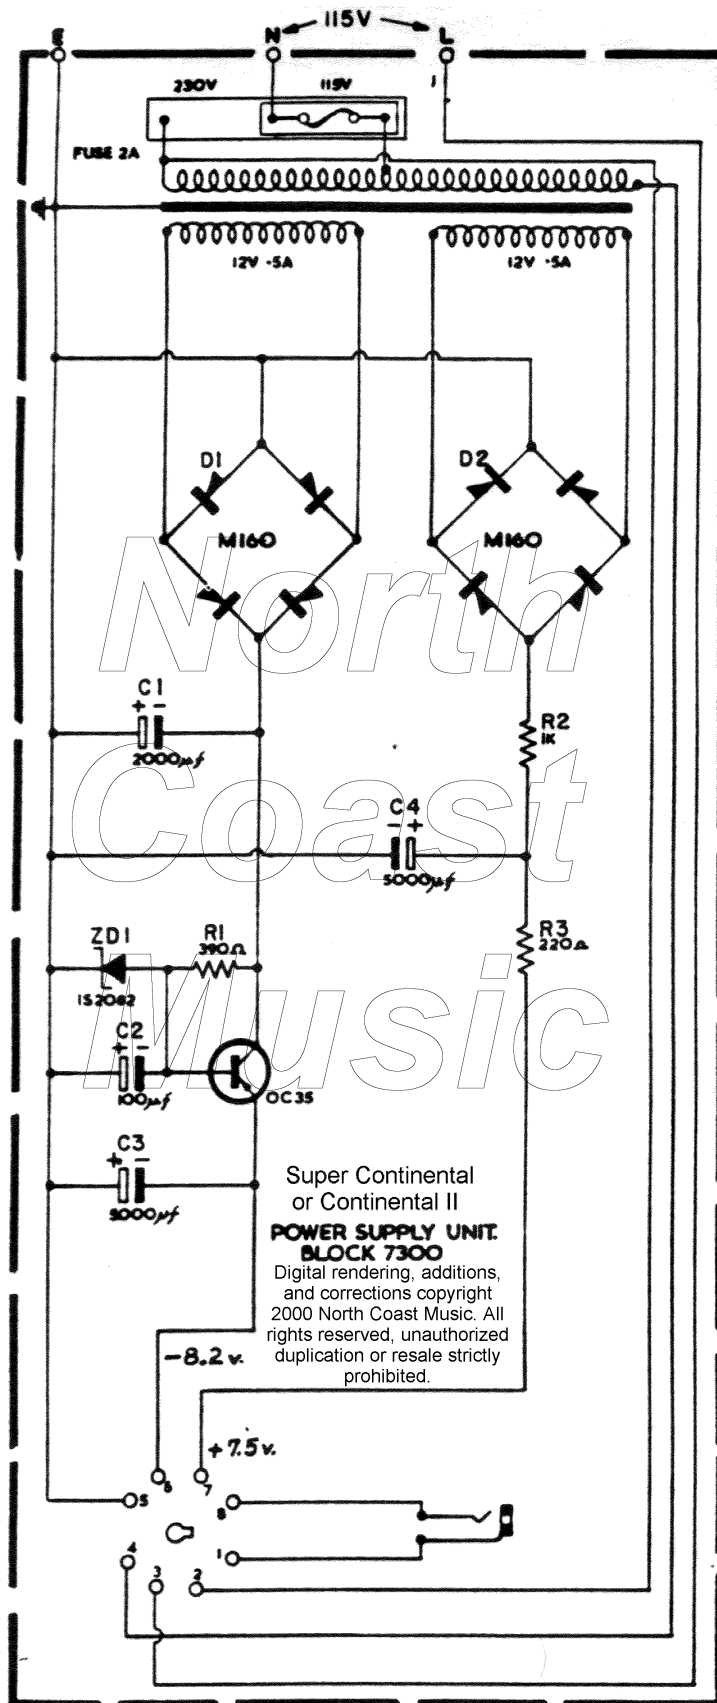 115V
E N L
1
230V 115V
FUSE 2A
12V ·5A 12V ·5A
D1 D2
M160 M160
North
C1
+ −
2000µf
R2
1K
Coast
C4
− +
5000µf
ZD1
R1
390Ω
R3
220Ω
1S2082
Music
C2
+ −
100µf
OC35
C3
+ −
5000µf
Super Continental
or Continental II
POWER SUPPLY UNIT.
BLOCK 7300
Digital rendering, additions,
and corrections copyright
2000 North Coast Music. All
rights reserved, unauthorized
duplication or resale strictly
prohibited.
−8.2v.
+7.5v.
6 7
5 8
4 1
3 2